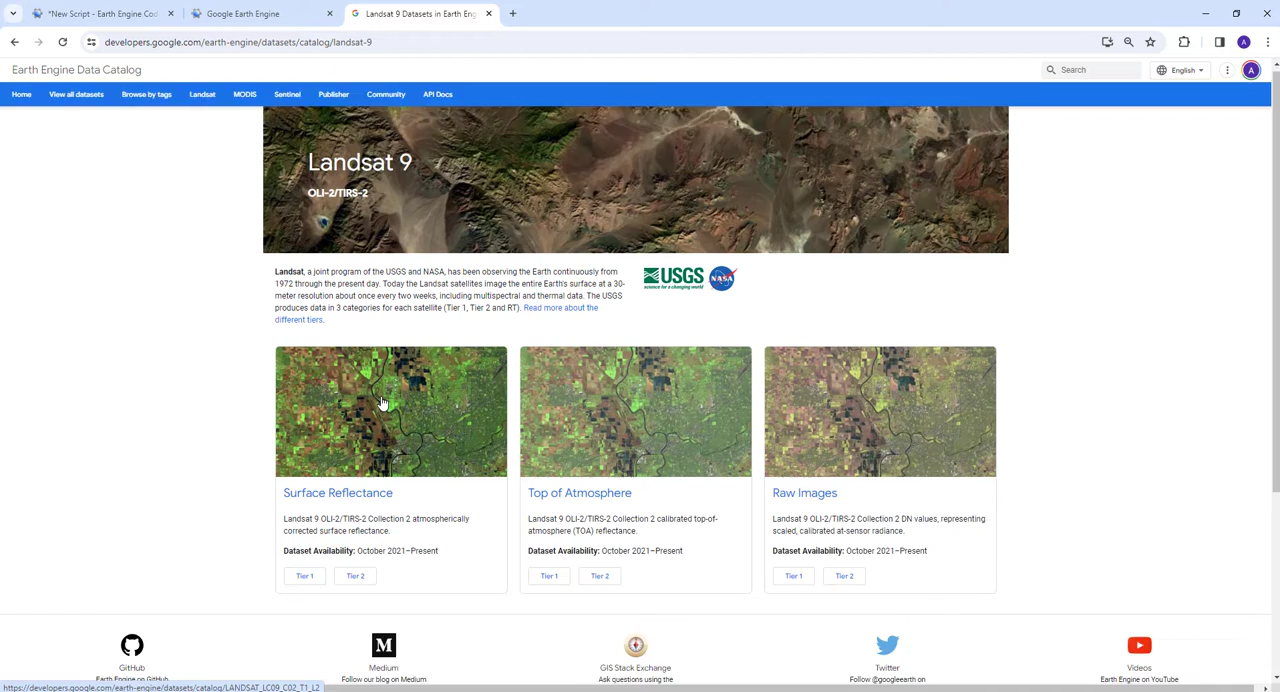 *New Script - Earth Engine Cod
Google Earth Engine
Landsat 9 Datasets in Earth Eng
developers.google.com/earth-engine/datasets/catalog/landsat-9
A
Earth Engine Data Catalog
Search
English
A
Home
View all datasets
Browse by tags
Landsat
MODIS
Sentinel
Publisher
Community
API Docs
Landsat 9
OLI-2/TIRS-2
Landsat, a joint program of the USGS and NASA, has been observing the Earth continuously from
1972 through the present day. Today the Landsat satellites image the entire Earth's surface at a 30-
meter resolution about once every two weeks, including multispectral and thermal data. The USGS
produces data in 3 categories for each satellite (Tier 1, Tier 2 and RT). Read more about the
different tiers.
USGS
science for a changing world
NASA
Surface Reflectance
Landsat 9 OLI-2/TIRS-2 Collection 2 atmospherically
corrected surface reflectance.
Dataset Availability: October 2021–Present
Tier 1
Tier 2
Top of Atmosphere
Landsat 9 OLI-2/TIRS-2 Collection 2 calibrated top-of-
atmosphere (TOA) reflectance.
Dataset Availability: October 2021–Present
Tier 1
Tier 2
Raw Images
Landsat 9 OLI-2/TIRS-2 Collection 2 DN values, representing
scaled, calibrated at-sensor radiance.
Dataset Availability: October 2021–Present
Tier 1
Tier 2
GitHub
Earth Engine on GitHub
M
Medium
Follow our blog on Medium
GIS Stack Exchange
Ask questions using the
Twitter
Follow @googleearth on
Videos
Earth Engine on YouTube
https://developers.google.com/earth-engine/datasets/catalog/LANDSAT_LC09_C02_T1_L2